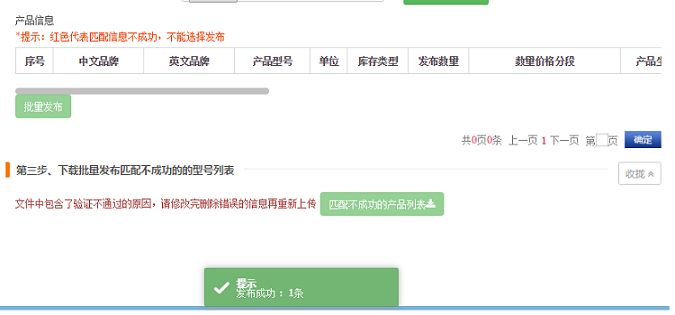 产品信息
*提示：红色代表匹配信息不成功，不能选择发布
序号 中文品牌 英文品牌 产品型号 单位 库存类型 发布数量 数量价格分段
批量发布
共0页0条 上一页 1 下一页 第 页 确定
第三步、下载批量发布匹配不成功的的型号列表 收拢
文件中包含了验证不通过的原因，请修改完删除错误的信息再重新上传 匹配不成功的产品列表
提示
发布成功 : 1条